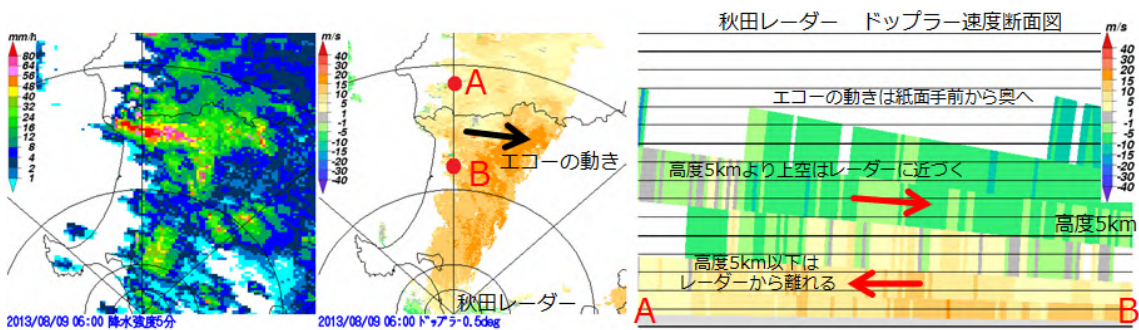 mm/h
80
64
56
48
40
32
24
16
12
8
4
2
1
2013/08/09 06:00 降水強度5分
m/s
40
30
20
15
10
5
1
-1
-5
-10
-15
-20
-30
-40
A
エコーの動き
B
秋田レーダー
2013/08/09 06:00 ドップラ-0.5deg
秋田レーダー ドップラー速度断面図
m/s
40
30
20
15
10
5
1
-1
-5
-10
-15
-20
-30
-40
エコーの動きは紙面手前から奥へ
高度5kmより上空はレーダーに近づく
高度5km
高度5km以下は
レーダーから離れる
A
B